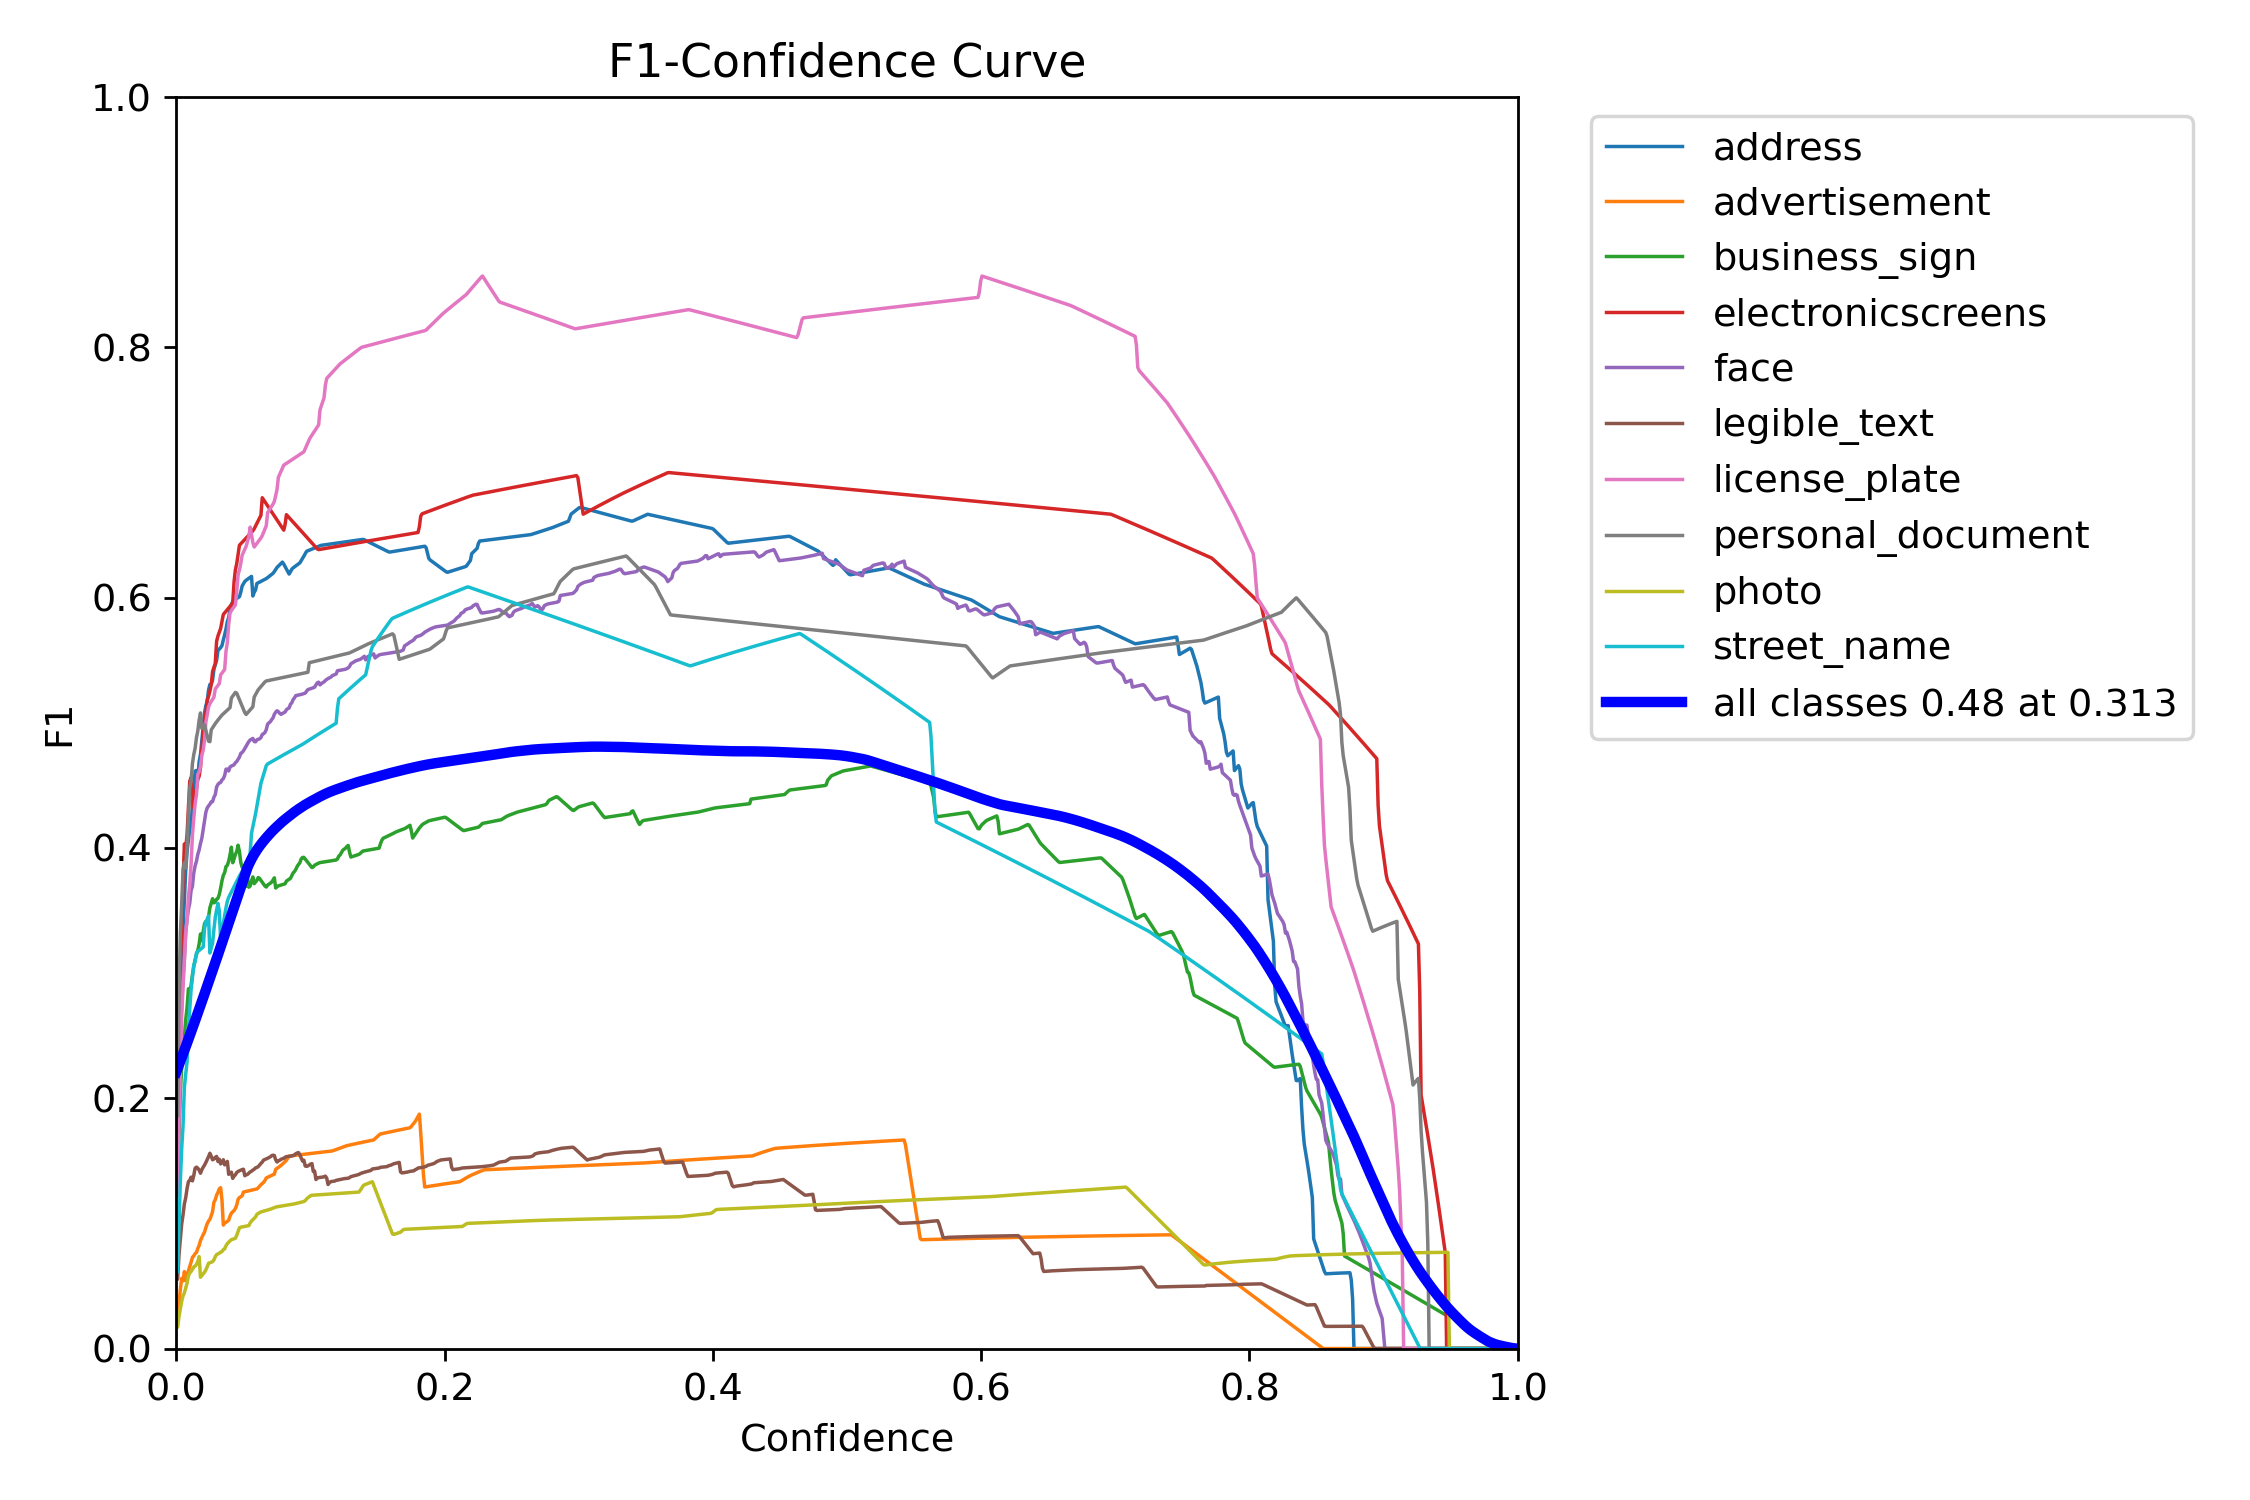 F1-Confidence Curve
1.0
0.8
0.6
0.4
0.2
0.0
F1
0.0 0.2 0.4 0.6 0.8 1.0
Confidence
address
advertisement
business_sign
electronicscreens
face
legible_text
license_plate
personal_document
photo
street_name
all classes 0.48 at 0.313